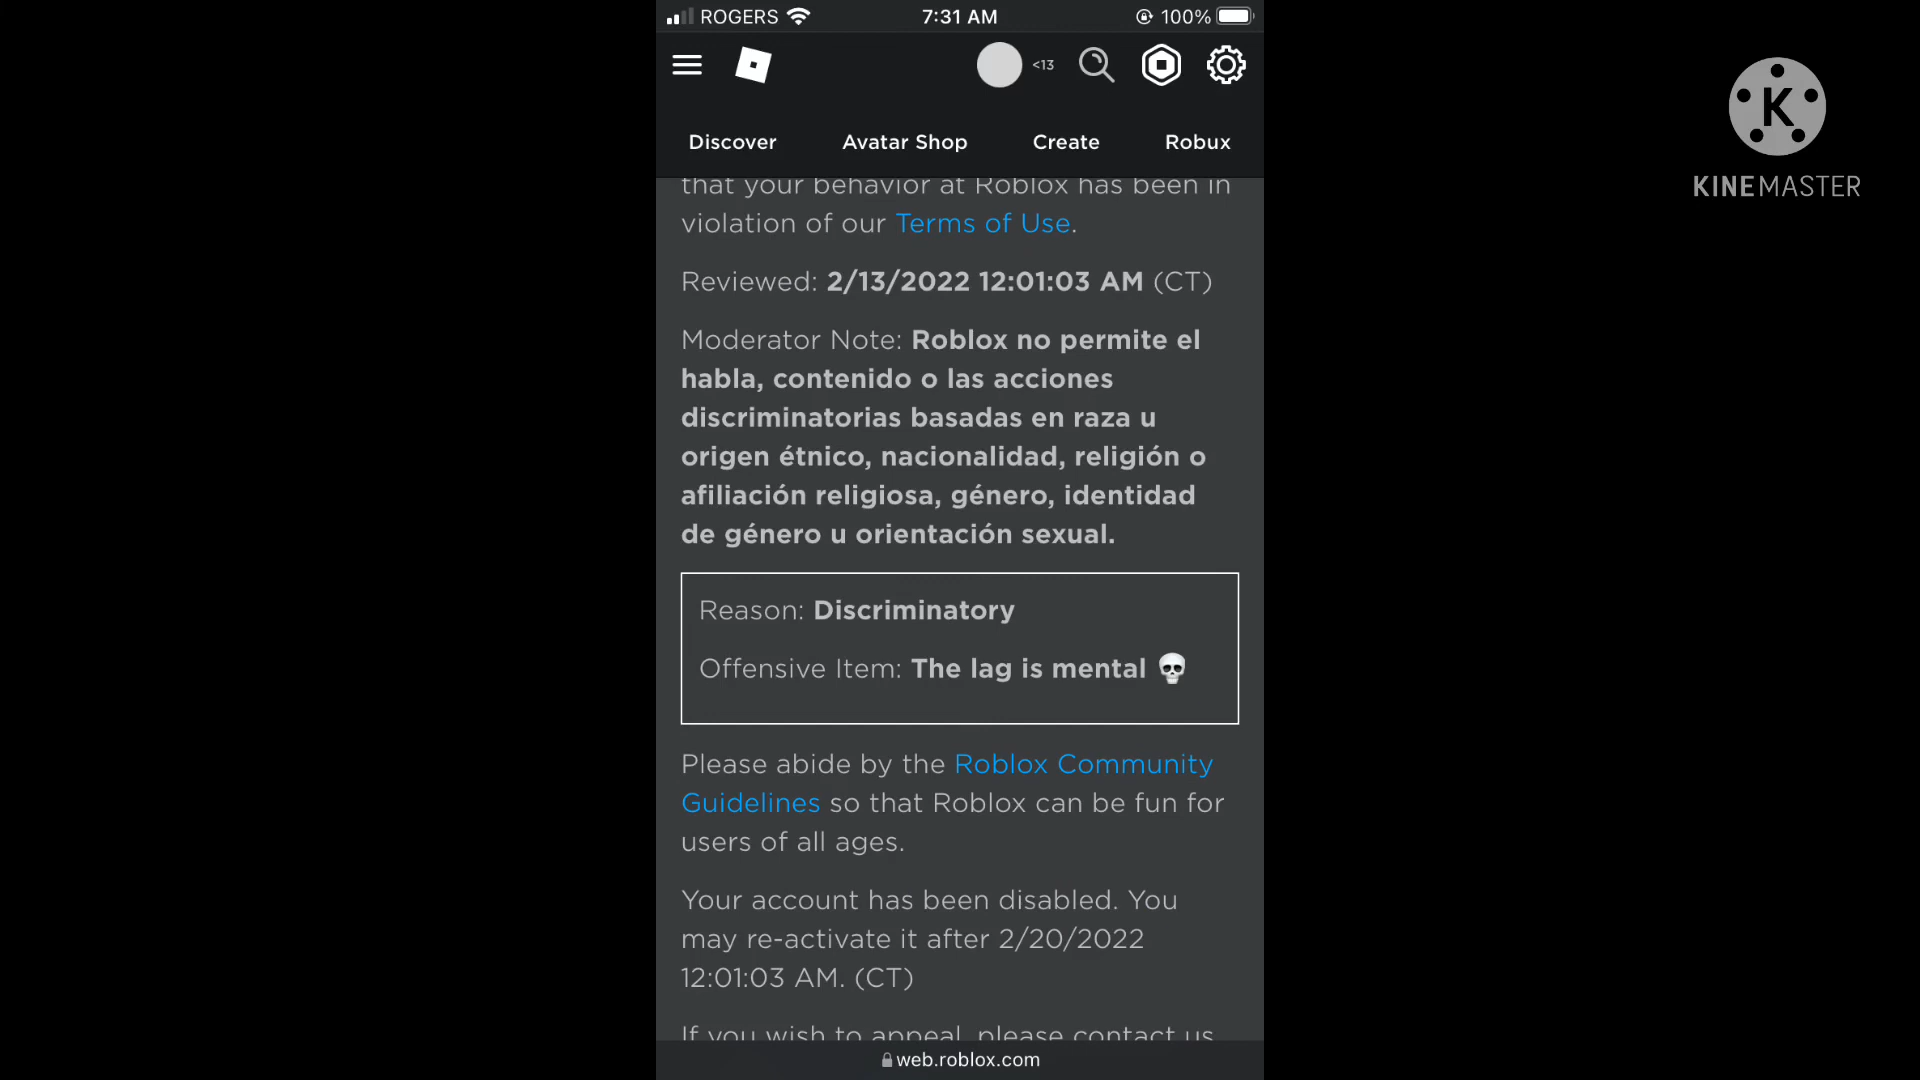 ROGERS 7:31 AM 100%
<13
Discover Avatar Shop Create Robux
K
KINEMASTER
that your behavior at Roblox has been in
violation of our Terms of Use.
Reviewed: 2/13/2022 12:01:03 AM (CT)
Moderator Note: Roblox no permite el
habla, contenido o las acciones
discriminatorias basadas en raza u
origen étnico, nacionalidad, religión o
afiliación religiosa, género, identidad
de género u orientación sexual.
Reason: Discriminatory
Offensive Item: The lag is mental 💀
Please abide by the Roblox Community
Guidelines so that Roblox can be fun for
users of all ages.
Your account has been disabled. You
may re-activate it after 2/20/2022
12:01:03 AM. (CT)
If you wish to appeal, please contact us
web.roblox.com